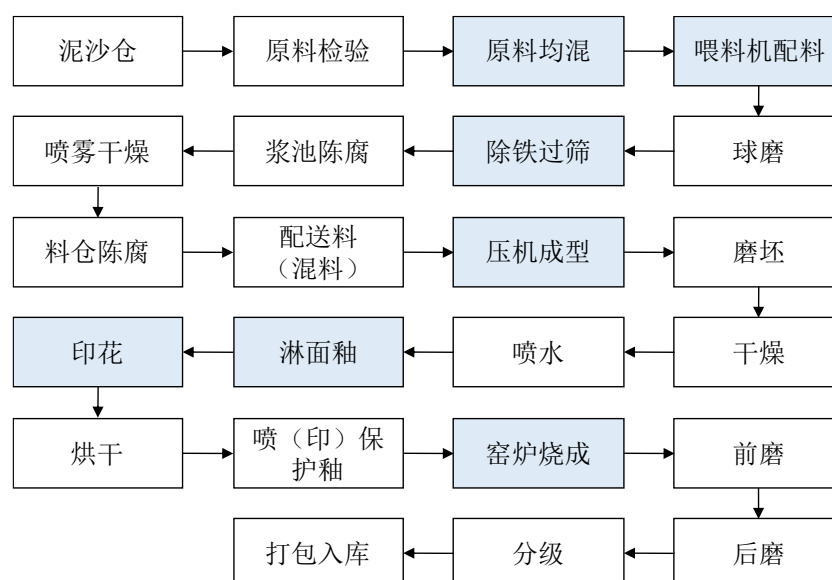 泥沙仓
原料检验
原料均混
喂料机配料
喷雾干燥
浆池陈腐
除铁过筛
球磨
料仓陈腐
配送料
（混料）
压机成型
磨坯
印花
淋面釉
喷水
干燥
烘干
喷（印）保
护釉
窑炉烧成
前磨
打包入库
分级
后磨